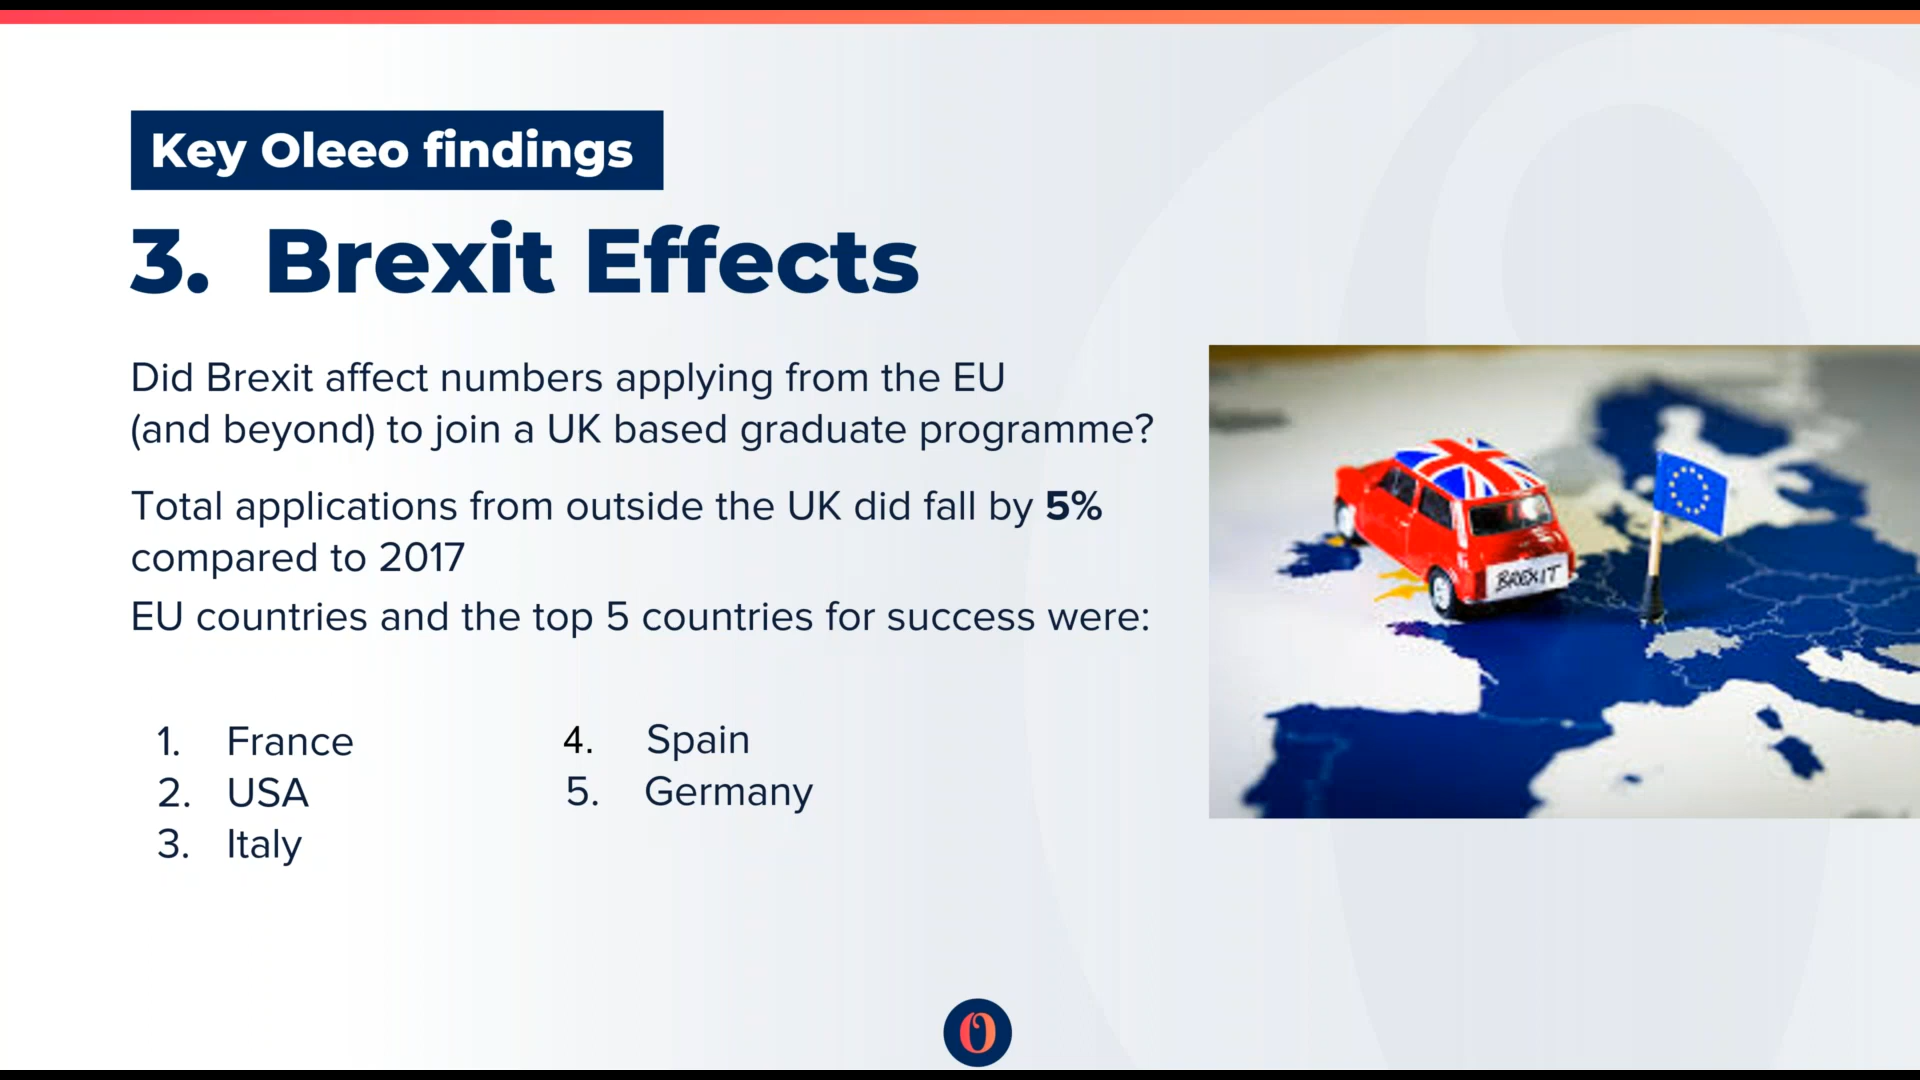 Key Oleeo findings
3. Brexit Effects
Did Brexit affect numbers applying from the EU
(and beyond) to join a UK based graduate programme?
Total applications from outside the UK did fall by 5%
compared to 2017
EU countries and the top 5 countries for success were:
1. France
2. USA
3. Italy
4. Spain
5. Germany
BREXIT
O